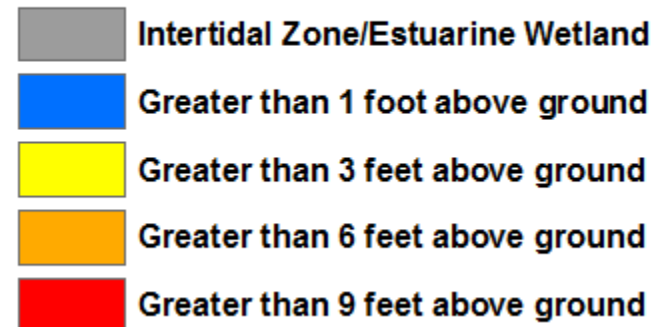 Intertidal Zone/Estuarine Wetland
Greater than 1 foot above ground
Greater than 3 feet above ground
Greater than 6 feet above ground
Greater than 9 feet above ground